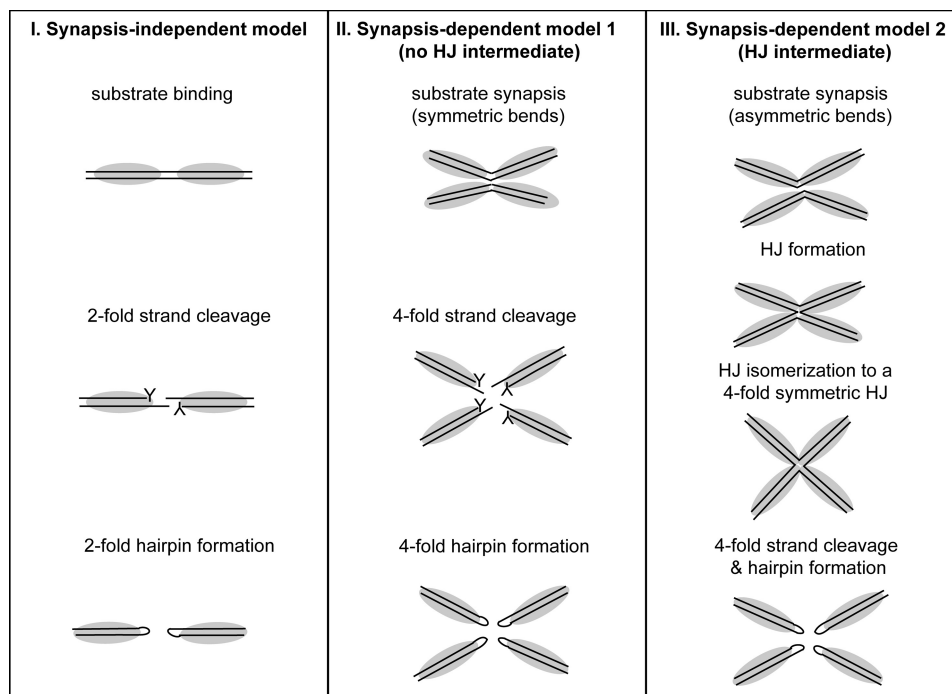 I. Synapsis-independent model
substrate binding
2-fold strand cleavage
Y
Y
2-fold hairpin formation
II. Synapsis-dependent model 1
(no HJ intermediate)
substrate synapsis
(symmetric bends)
4-fold strand cleavage
Y
Y
Y
Y
4-fold hairpin formation
III. Synapsis-dependent model 2
(HJ intermediate)
substrate synapsis
(asymmetric bends)
HJ formation
HJ isomerization to a
4-fold symmetric HJ
4-fold strand cleavage
& hairpin formation